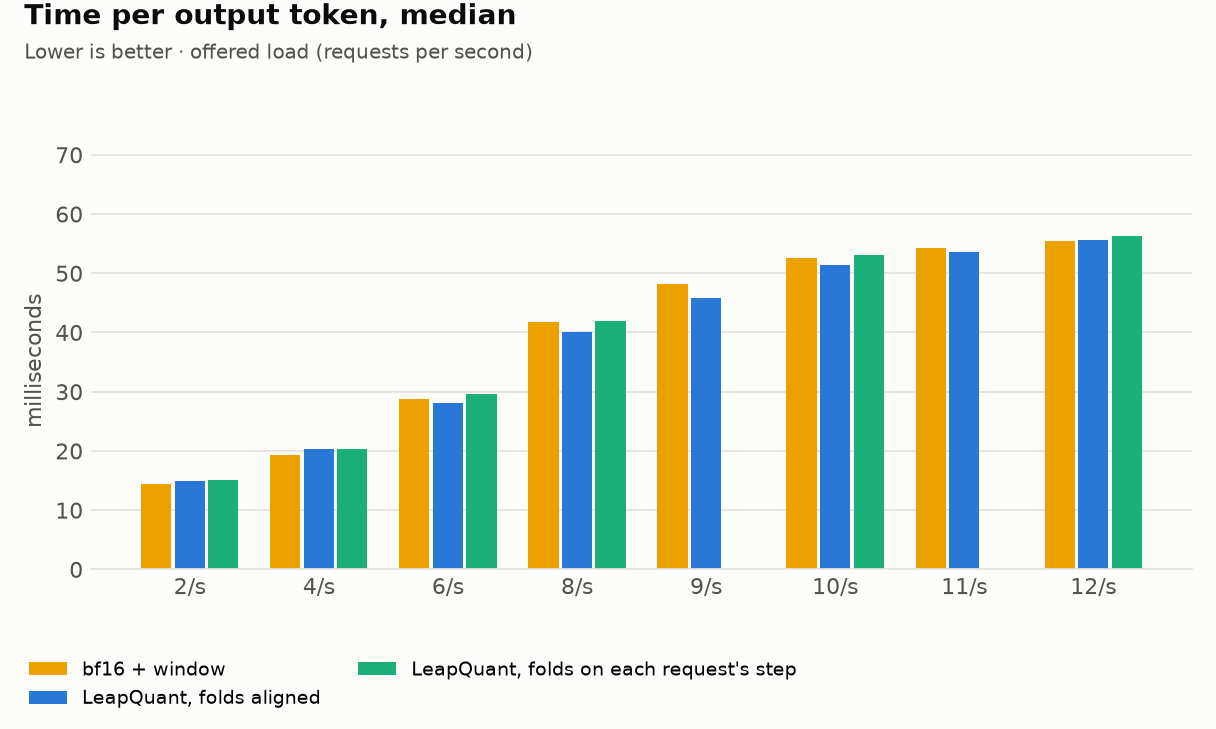 Time per output token, median
Lower is better · offered load (requests per second)
70
60
50
40
30
20
10
0
milliseconds
2/s 4/s 6/s 8/s 9/s 10/s 11/s 12/s
bf16 + window
LeapQuant, folds on each request's step
LeapQuant, folds aligned